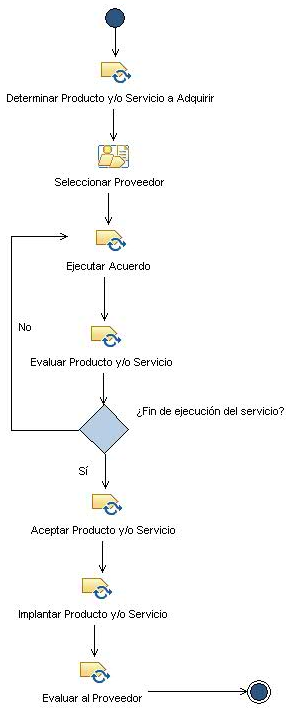 Determinar Producto y/o Servicio a Adquirir
Seleccionar Proveedor
Ejecutar Acuerdo
No
Evaluar Producto y/o Servicio
¿Fin de ejecución del servicio?
Sí
Aceptar Producto y/o Servicio
Implantar Producto y/o Servicio
Evaluar al Proveedor